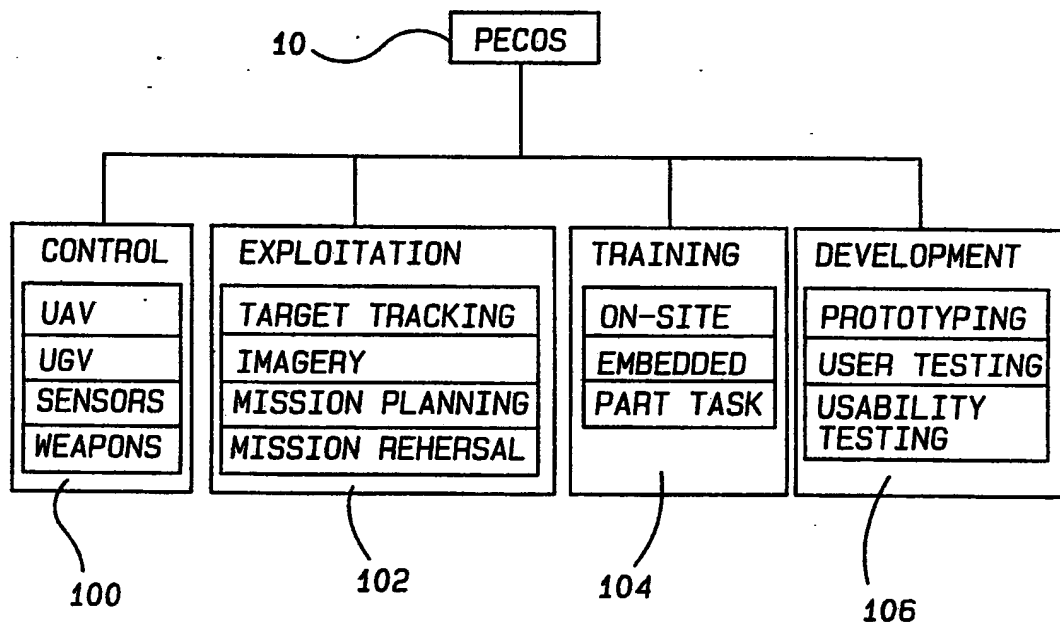 10
PECOS
CONTROL
UAV
UGV
SENSORS
WEAPONS
100
EXPLOITATION
TARGET TRACKING
IMAGERY
MISSION PLANNING
MISSION REHERSAL
102
TRAINING
ON-SITE
EMBEDDED
PART TASK
104
DEVELOPMENT
PROTOTYPING
USER TESTING
USABILITY
TESTING
106